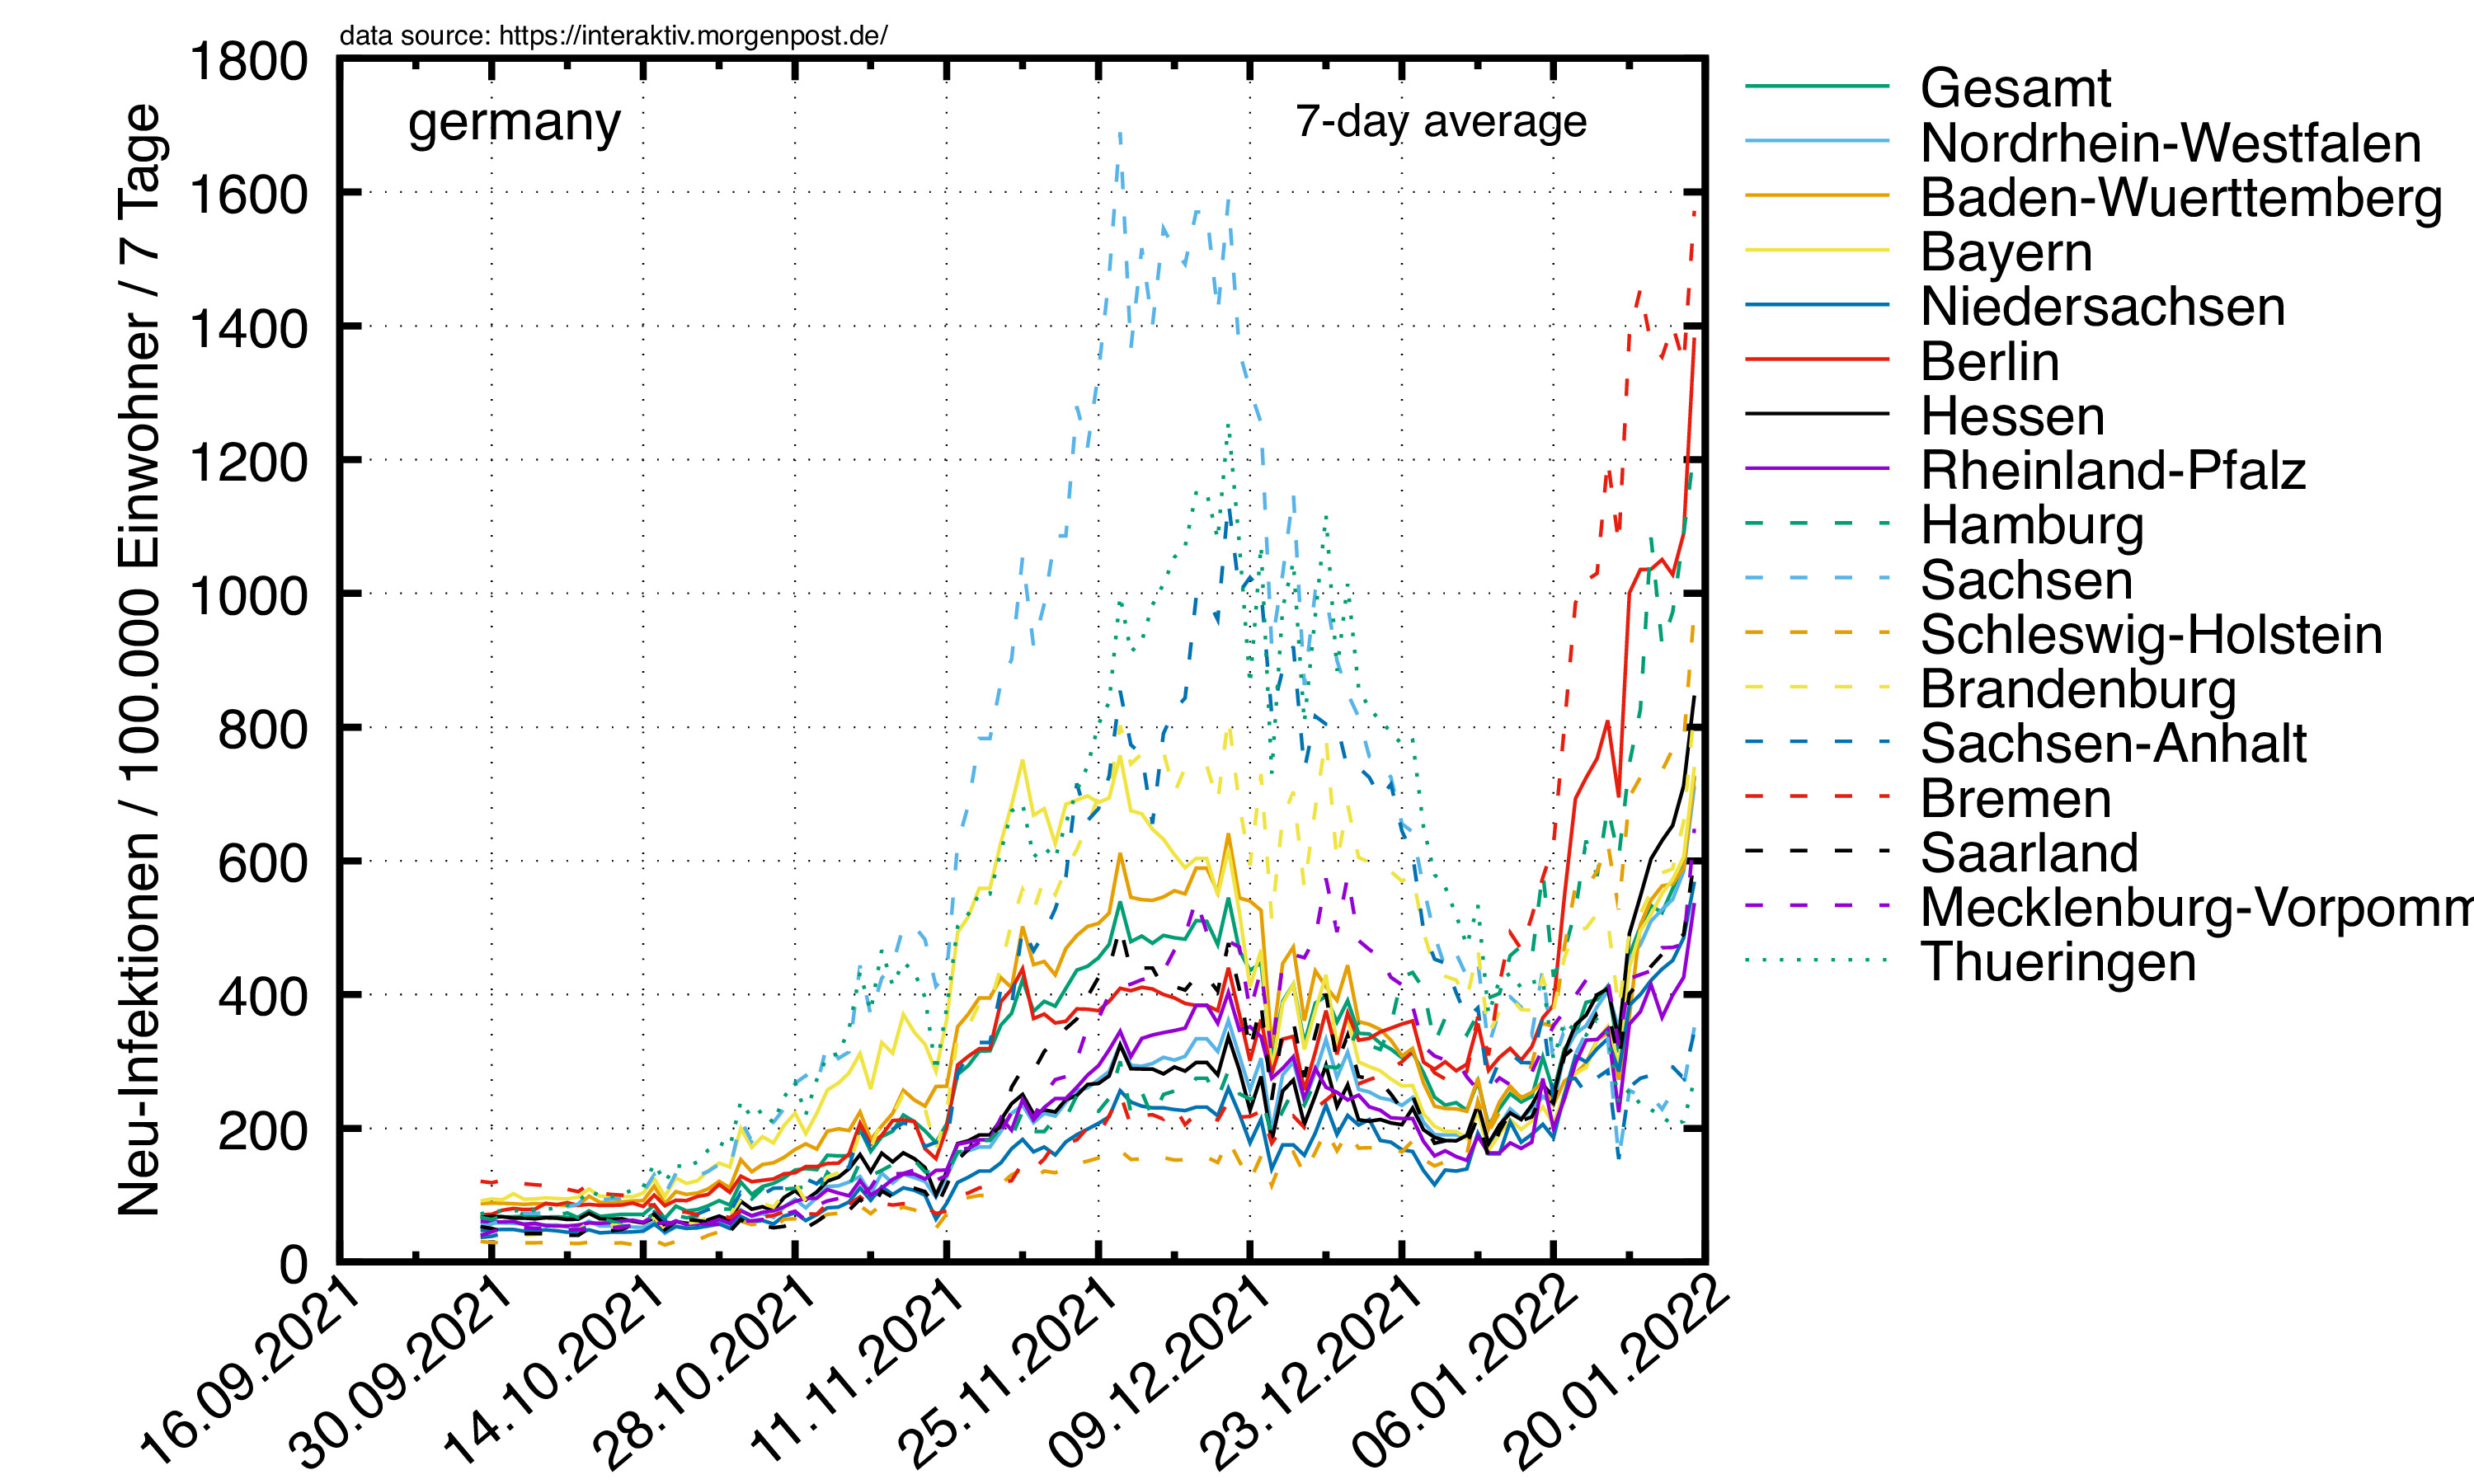 data source: https://interaktiv.morgenpost.de/
germany
7-day average
Neu-Infektionen / 100.000 Einwohner / 7 Tage
1800
1600
1400
1200
1000
800
600
400
200
0
16.09.2021
30.09.2021
14.10.2021
28.10.2021
11.11.2021
25.11.2021
09.12.2021
23.12.2021
06.01.2022
20.01.2022
Gesamt
Nordrhein-Westfalen
Baden-Wuerttemberg
Bayern
Niedersachsen
Berlin
Hessen
Rheinland-Pfalz
Hamburg
Sachsen
Schleswig-Holstein
Brandenburg
Sachsen-Anhalt
Bremen
Saarland
Mecklenburg-Vorpomm
Thueringen